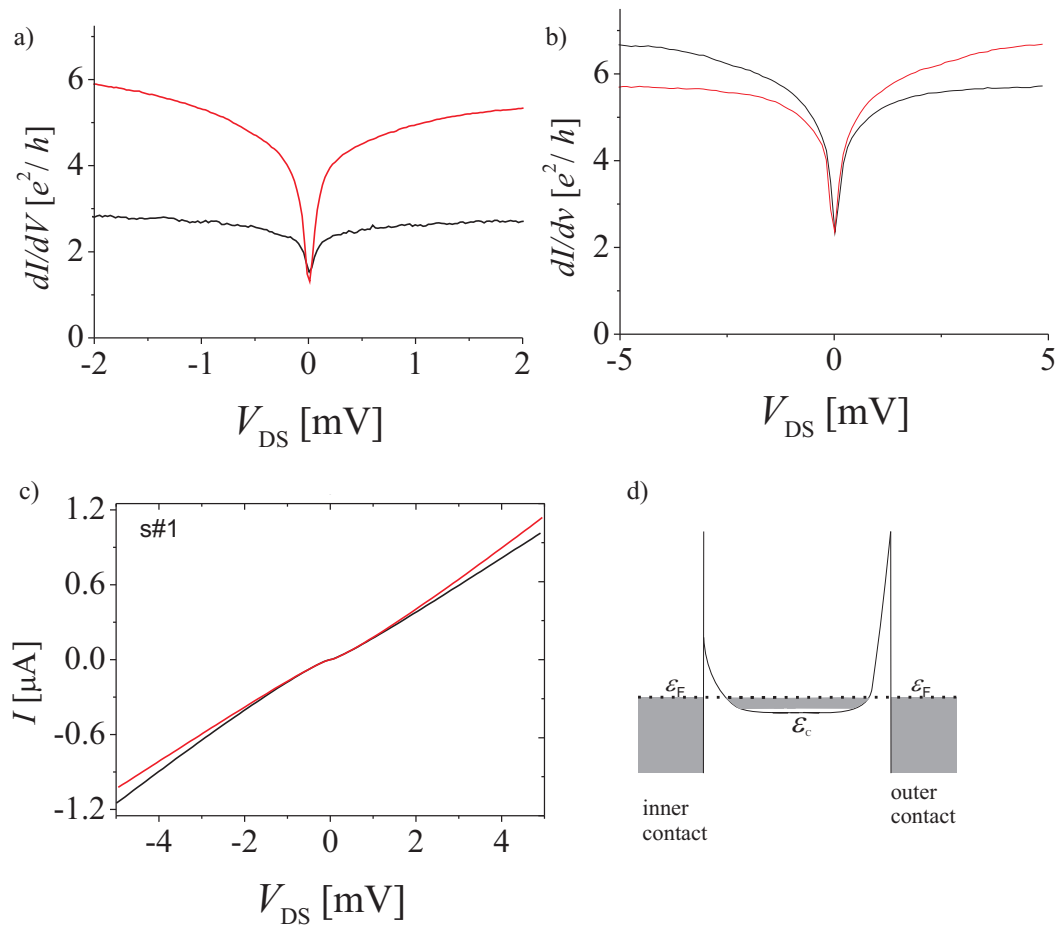 a)
6
4
2
0
-2
-1
0
1
2
dI/dV [e²/ h]
V_DS [mV]
b)
6
4
2
0
-5
0
5
dI/dv [e²/ h]
V_DS [mV]
c)
s#1
1.2
0.6
0.0
-0.6
-1.2
-4
-2
0
2
4
I [µA]
V_DS [mV]
d)
ε_F
ε_F
ε_c
inner
contact
outer
contact